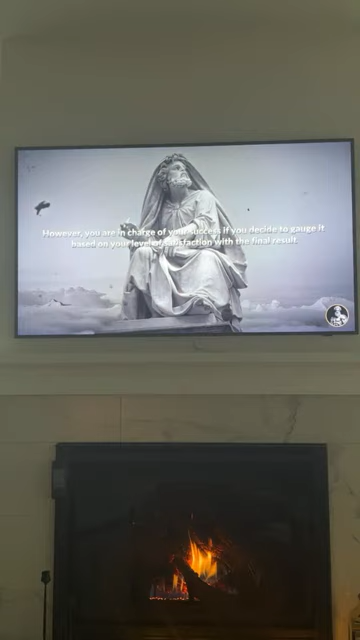 However, you are in charge of your success if you decide to gauge it
based on your level of satisfaction with the final result.